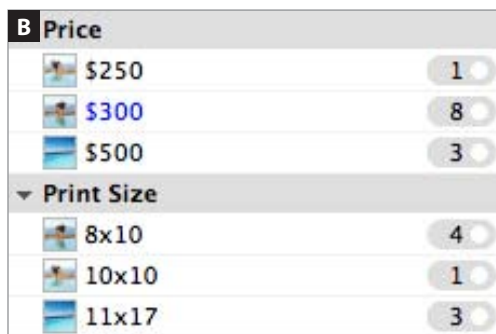 B Price
$250 1
$300 8
$500 3
Print Size
8x10 4
10x10 1
11x17 3